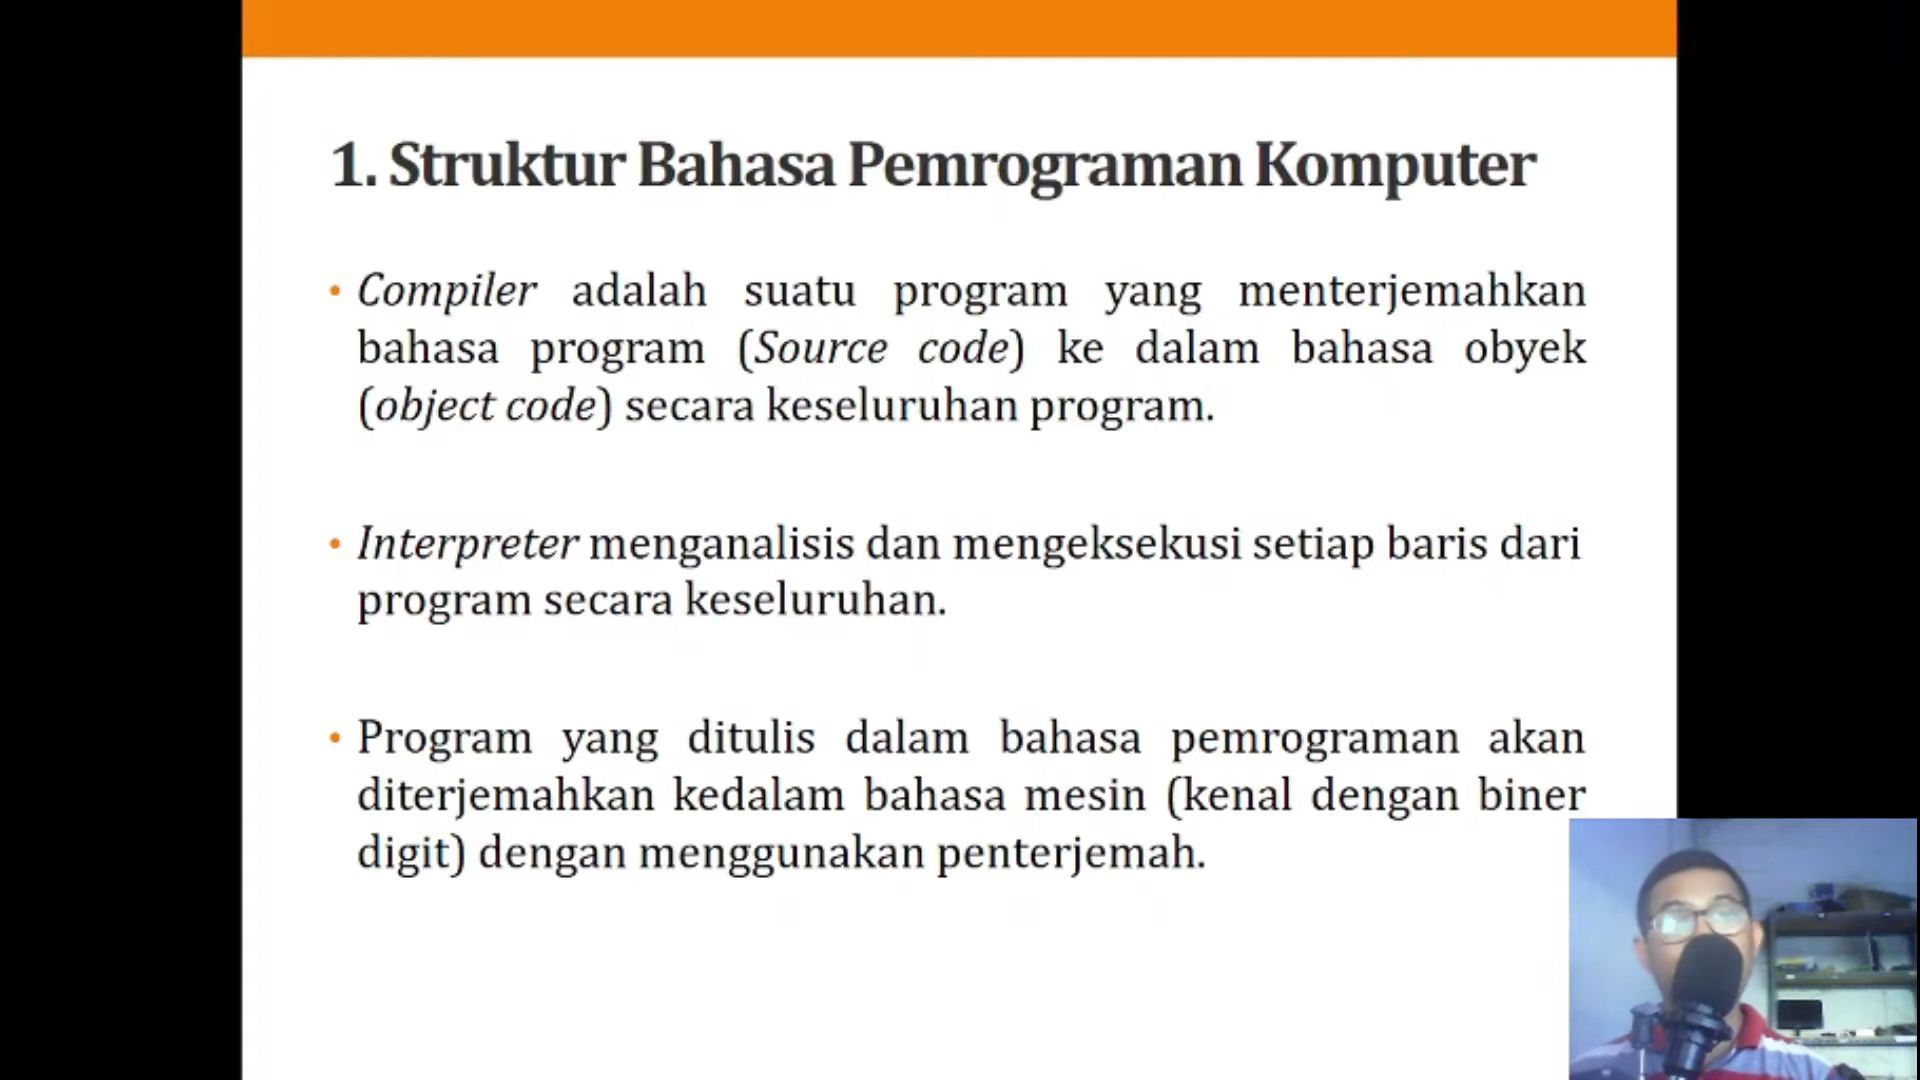 1. Struktur Bahasa Pemrograman Komputer
• Compiler adalah suatu program yang menterjemahkan
bahasa program (Source code) ke dalam bahasa obyek
(object code) secara keseluruhan program.
• Interpreter menganalisis dan mengeksekusi setiap baris dari
program secara keseluruhan.
• Program yang ditulis dalam bahasa pemrograman akan
diterjemahkan kedalam bahasa mesin (kenal dengan biner
digit) dengan menggunakan penterjemah.